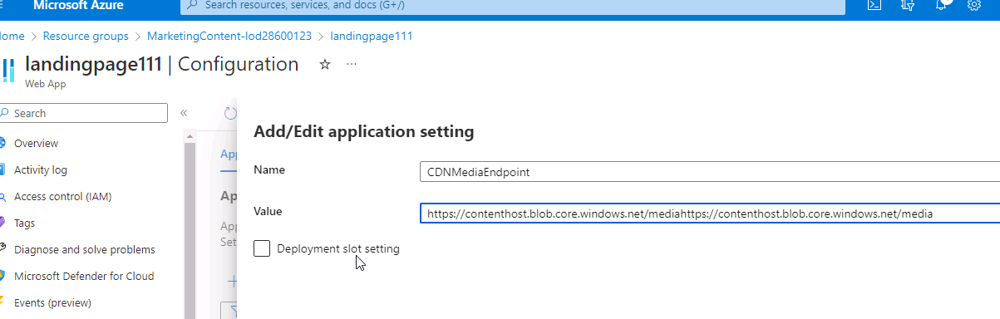 Microsoft Azure
Search resources, services, and docs (G+/)
ome > Resource groups > MarketingContent-lod28600123 > landingpage111
landingpage111 | Configuration
Web App
Search
«
Overview
Activity log
Access control (IAM)
Tags
Diagnose and solve problems
Microsoft Defender for Cloud
Events (preview)
Ap
Ap
App
Set
Add/Edit application setting
Name
CDNMediaEndpoint
Value
https://contenthost.blob.core.windows.net/mediahttps://contenthost.blob.core.windows.net/media
Deployment slot setting